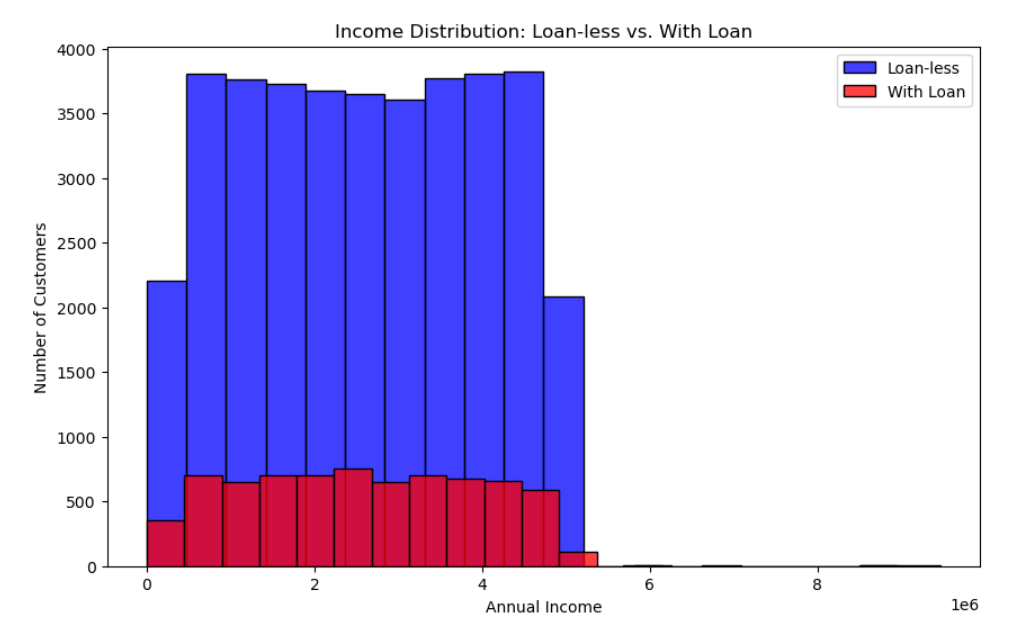 Income Distribution: Loan-less vs. With Loan
4000
3500
3000
2500
2000
1500
1000
500
0
Number of Customers
Loan-less
With Loan
0 2 4 6 8
1e6
Annual Income